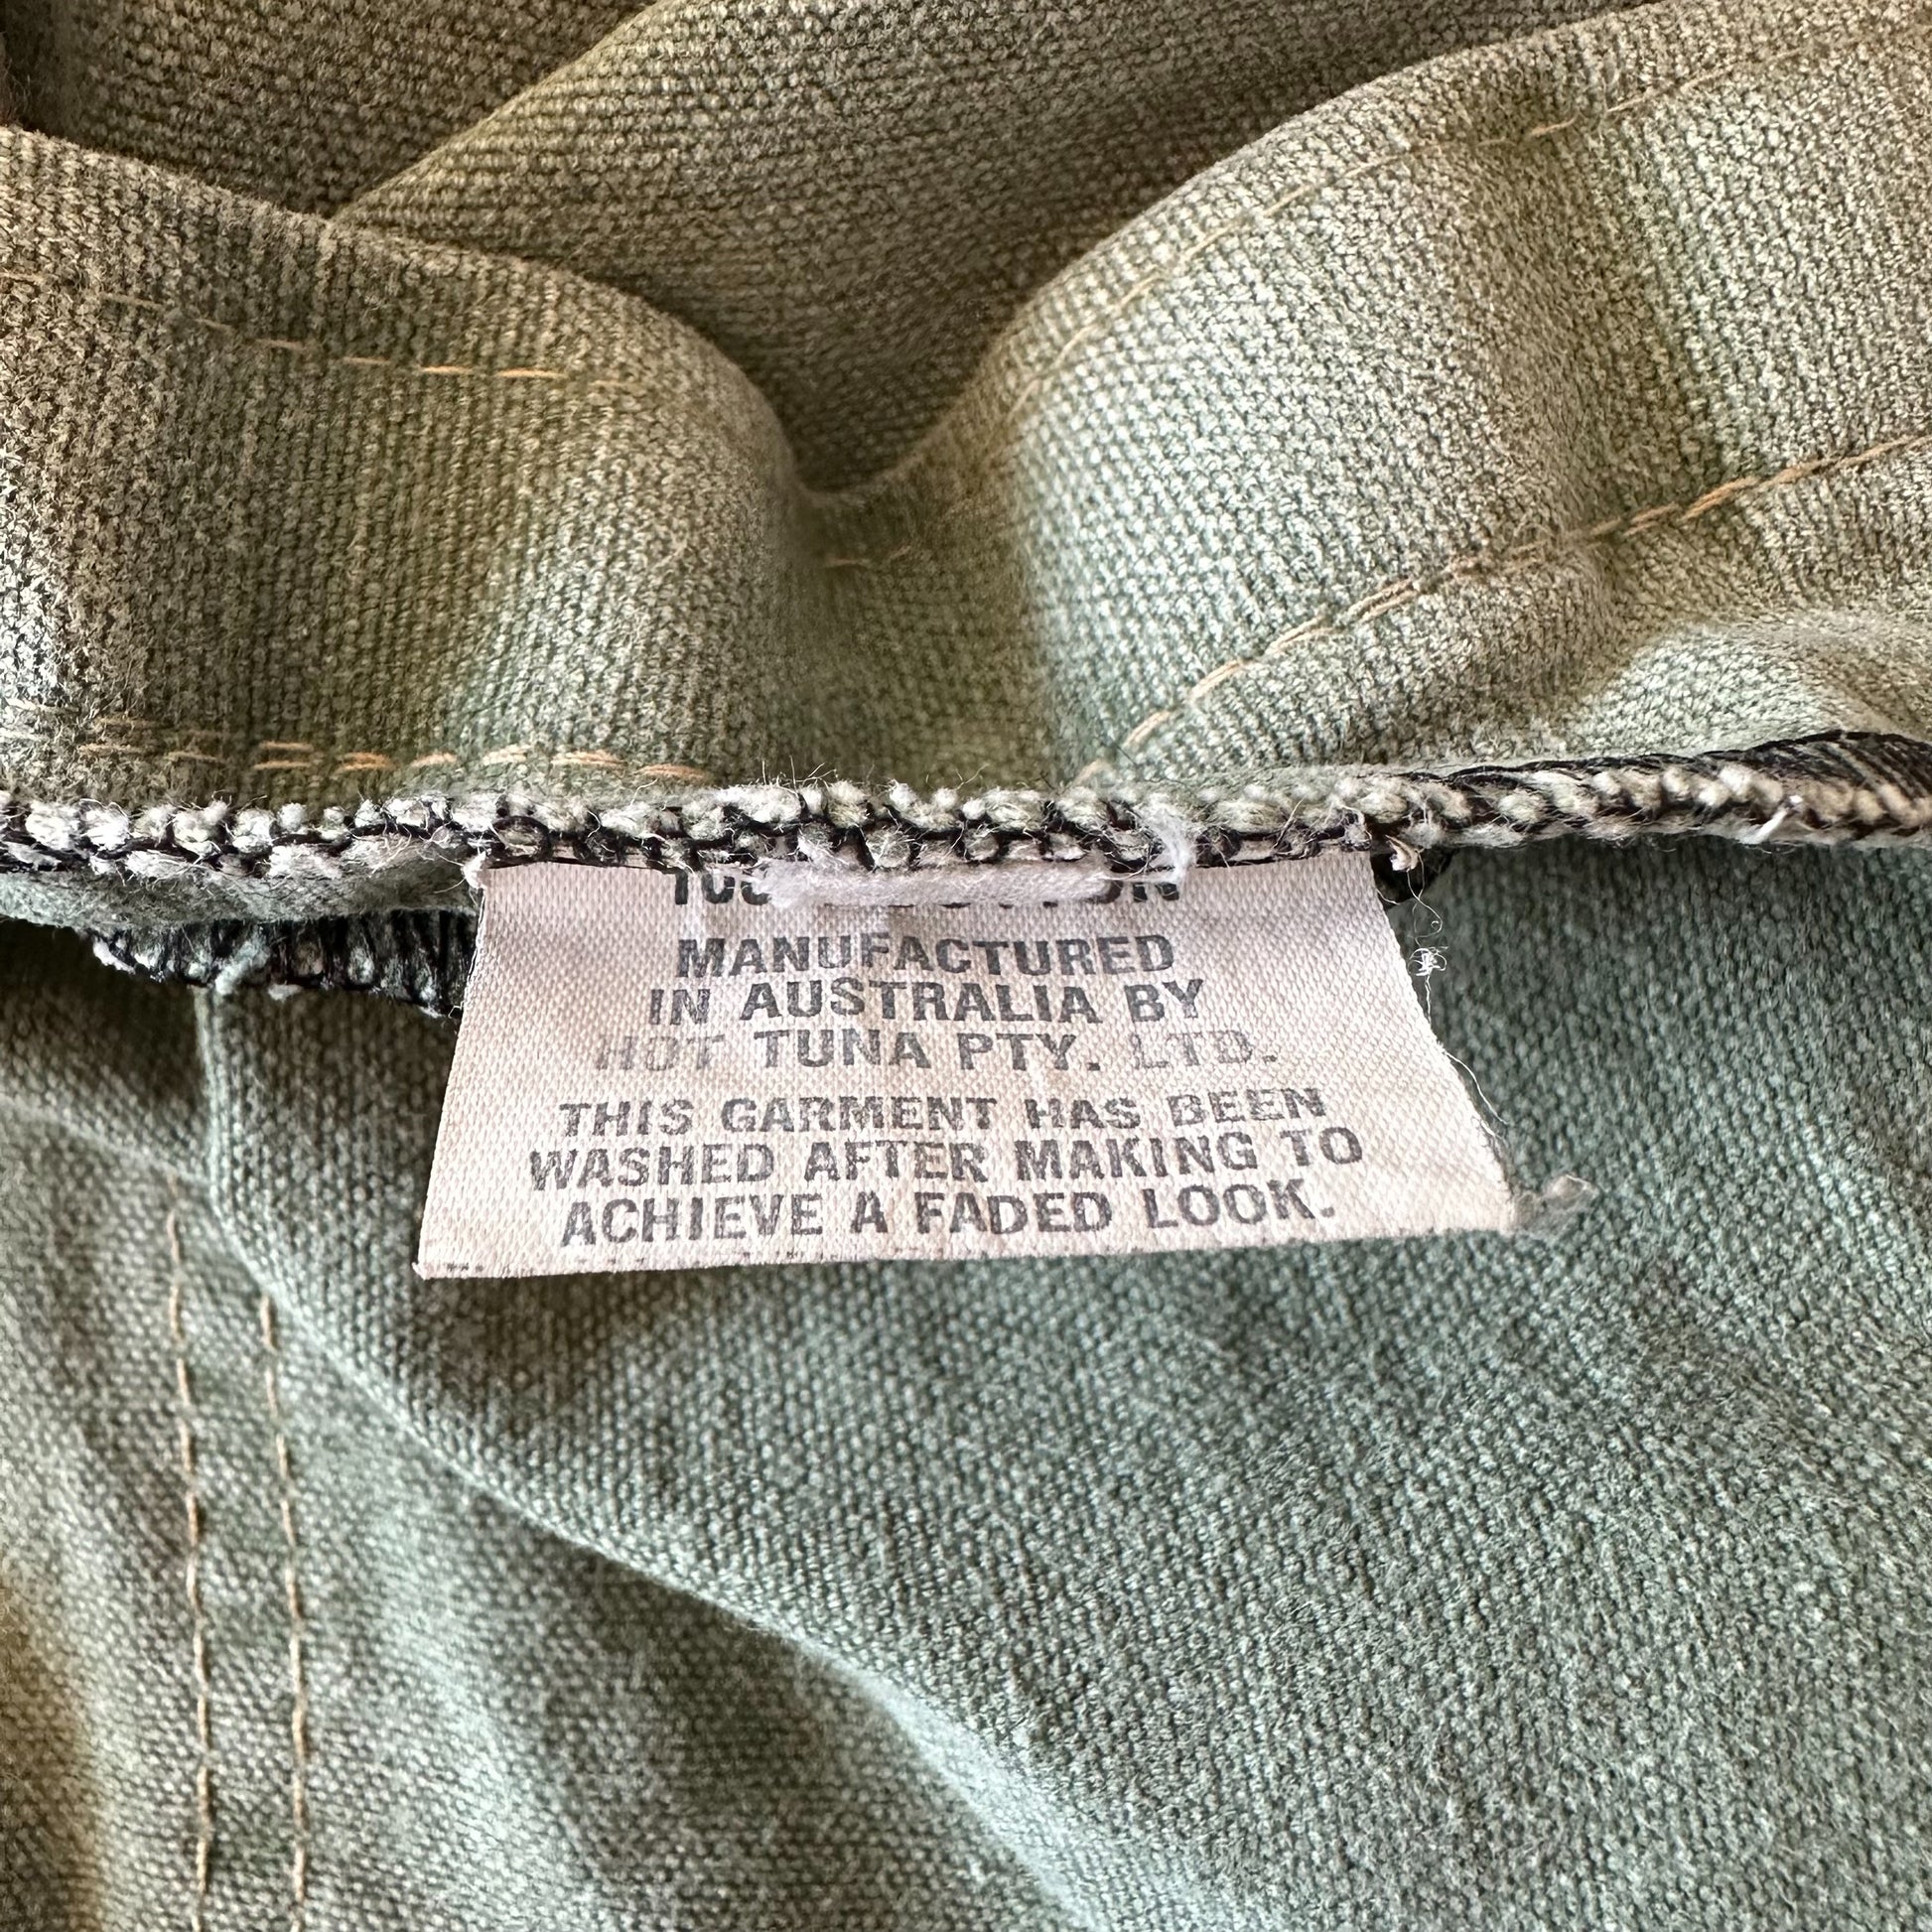 MANUFACTURED
IN AUSTRALIA BY
HOT TUNA PTY. LTD.
THIS GARMENT HAS BEEN
WASHED AFTER MAKING TO
ACHIEVE A FADED LOOK.